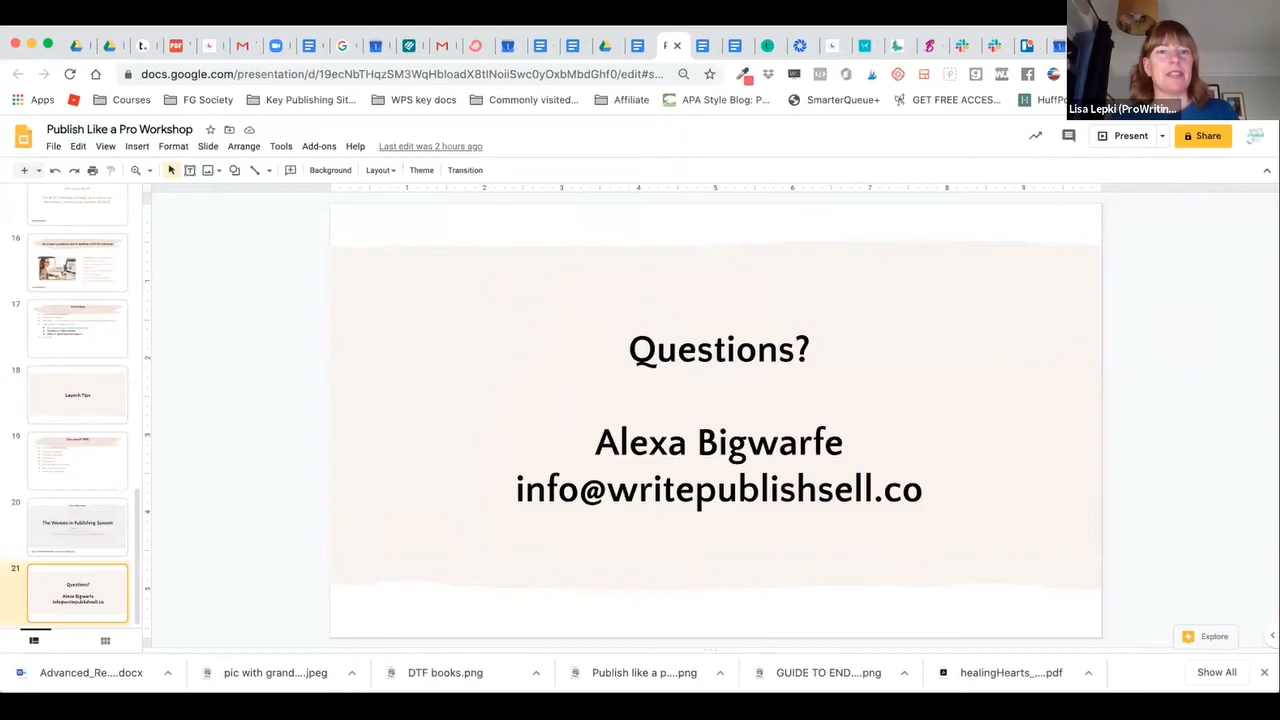 docs.google.com/presentation/d/19ecNbTHqzSM3WqHbloadX8tlNoiiSwc0yOxbMbdGhf0/edit#s...
Apps Courses FG Society Key Publishing Sit... WPS key docs Commonly visited... Affiliate APA Style Blog: P... SmarterQueue+ GET FREE ACCES... HuffPo
Lisa Lepki (ProWritin...
Publish Like a Pro Workshop
File Edit View Insert Format Slide Arrange Tools Add-ons Help Last edit was 2 hours ago
Present Share
Background Layout Theme Transition
16
17
18
Launch Tips
19
20
The Women in Publishing Summit
21
Questions?
Alexa Bigwarfe
info@writepublishsell.co
Questions?
Alexa Bigwarfe
info@writepublishsell.co
Explore
Advanced_Re....docx pic with grand....jpeg DTF books.png Publish like a p....png GUIDE TO END....png healingHearts_....pdf Show All